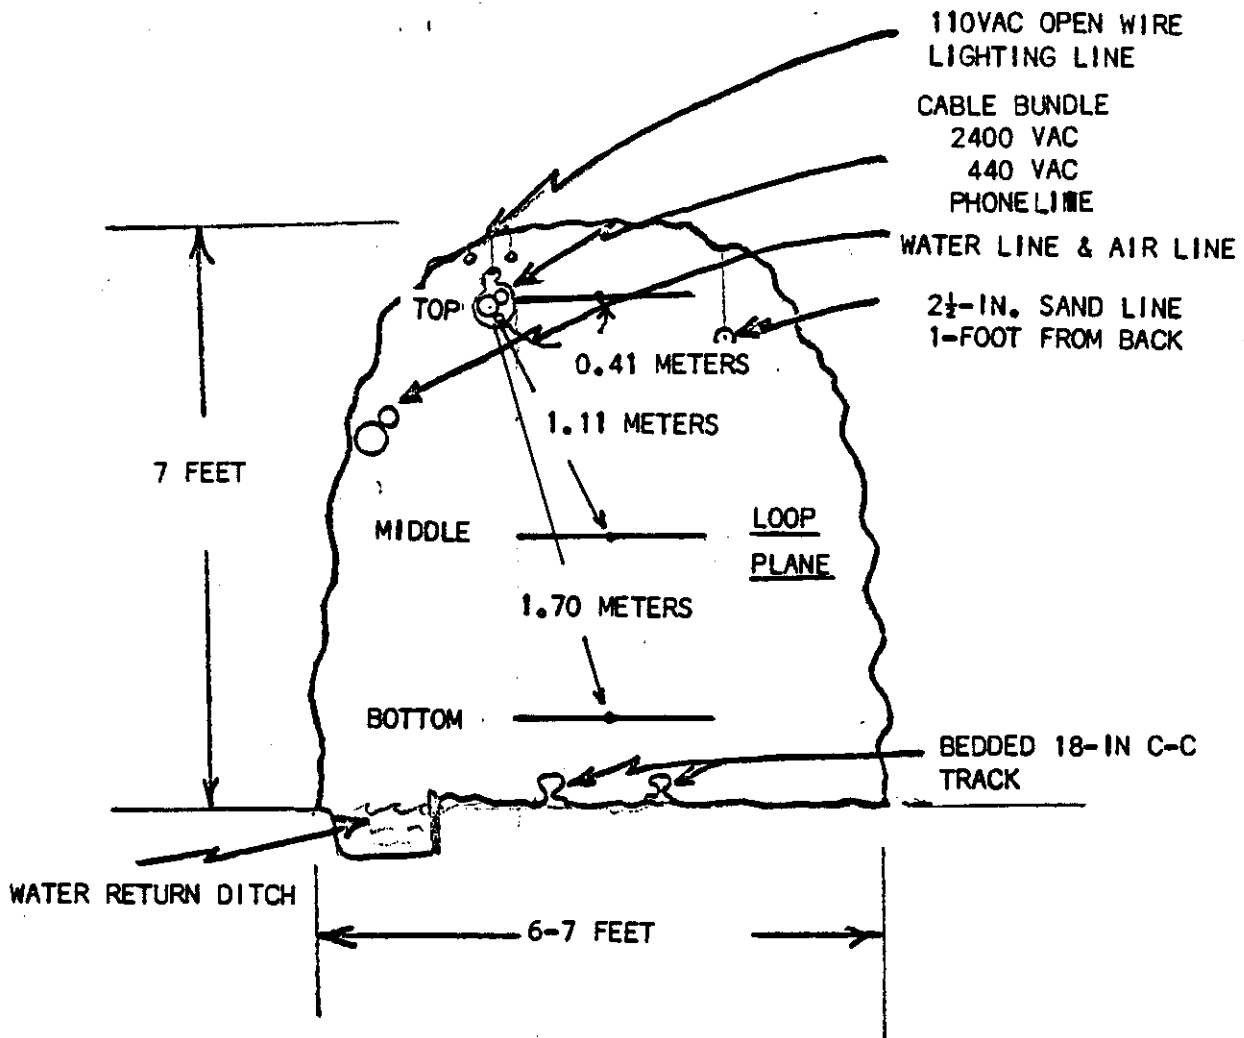 110VAC OPEN WIRE
LIGHTING LINE
CABLE BUNDLE
2400 VAC
440 VAC
PHONELINE
WATER LINE & AIR LINE
2½-IN. SAND LINE
1-FOOT FROM BACK
TOP
0.41 METERS
1.11 METERS
7 FEET
MIDDLE
LOOP
PLANE
1.70 METERS
BOTTOM
BEDDED 18-IN C-C
TRACK
WATER RETURN DITCH
6-7 FEET